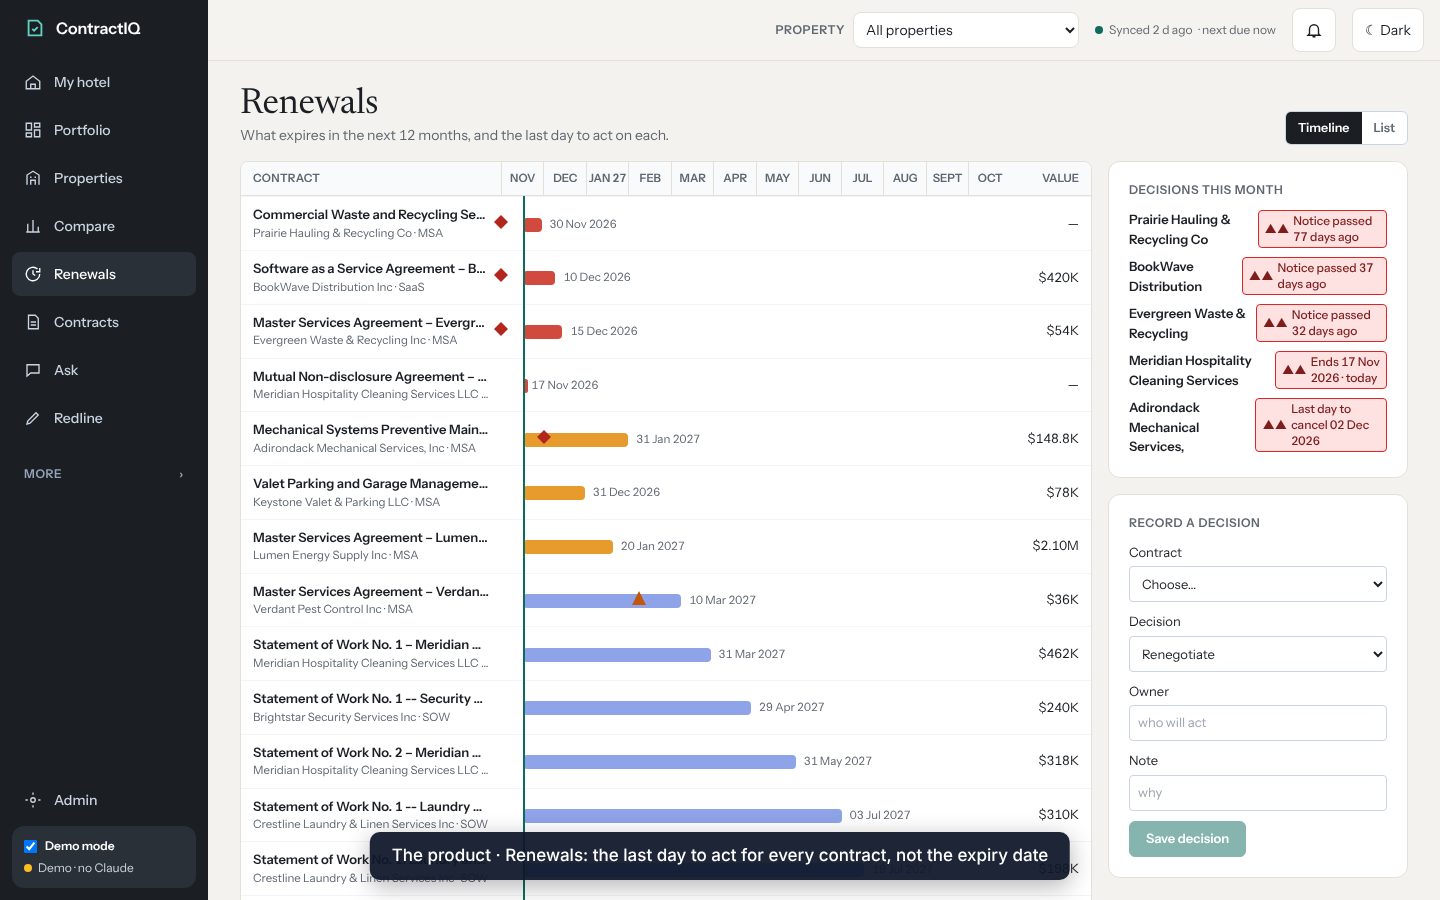 ContractIQ
PROPERTY
All properties
Synced 2 d ago · next due now
Dark
My hotel
Portfolio
Properties
Compare
Renewals
Contracts
Ask
Redline
MORE
Admin
Demo mode
Demo · no Claude
Renewals
What expires in the next 12 months, and the last day to act on each.
Timeline
List
CONTRACT NOV DEC JAN 27 FEB MAR APR MAY JUN JUL AUG SEPT OCT VALUE
Commercial Waste and Recycling Se...
Prairie Hauling & Recycling Co · MSA
30 Nov 2026
—
Software as a Service Agreement – B...
BookWave Distribution Inc · SaaS
10 Dec 2026
$420K
Master Services Agreement – Evergr...
Evergreen Waste & Recycling Inc · MSA
15 Dec 2026
$54K
Mutual Non-disclosure Agreement – ...
Meridian Hospitality Cleaning Services LLC ...
17 Nov 2026
—
Mechanical Systems Preventive Main...
Adirondack Mechanical Services, Inc · MSA
31 Jan 2027
$148.8K
Valet Parking and Garage Manageme...
Keystone Valet & Parking LLC · MSA
31 Dec 2026
$78K
Master Services Agreement – Lumen...
Lumen Energy Supply Inc · MSA
20 Jan 2027
$2.10M
Master Services Agreement – Verdan...
Verdant Pest Control Inc · MSA
10 Mar 2027
$36K
Statement of Work No. 1 – Meridian ...
Meridian Hospitality Cleaning Services LLC ...
31 Mar 2027
$462K
Statement of Work No. 1 -- Security ...
Brightstar Security Services Inc · SOW
29 Apr 2027
$240K
Statement of Work No. 2 – Meridian ...
Meridian Hospitality Cleaning Services LLC ...
31 May 2027
$318K
Statement of Work No. 1 -- Laundry ...
Crestline Laundry & Linen Services Inc · SOW
03 Jul 2027
$310K
Statement of
Crestline Laundry & Linen Services Inc · SOW
The product · Renewals: the last day to act for every contract, not the expiry date
DECISIONS THIS MONTH
Prairie Hauling &
Recycling Co
Notice passed
77 days ago
BookWave
Distribution
Notice passed 37
days ago
Evergreen Waste &
Recycling
Notice passed
32 days ago
Meridian Hospitality
Cleaning Services
Ends 17 Nov
2026 · today
Adirondack
Mechanical
Services,
Last day to
cancel 02 Dec
2026
RECORD A DECISION
Contract
Choose...
Decision
Renegotiate
Owner
who will act
Note
why
Save decision